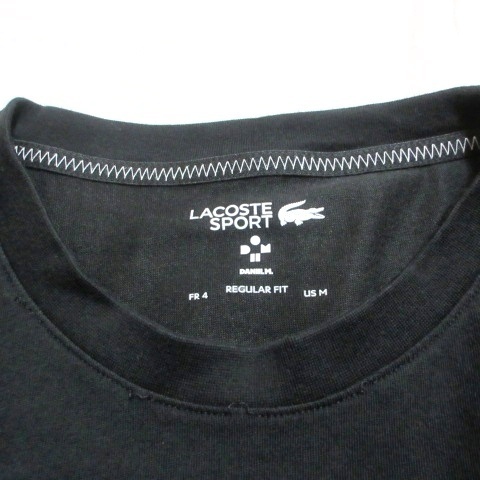 LACOSTE
SPORT
DANIIL M.
FR 4 REGULAR FIT US M